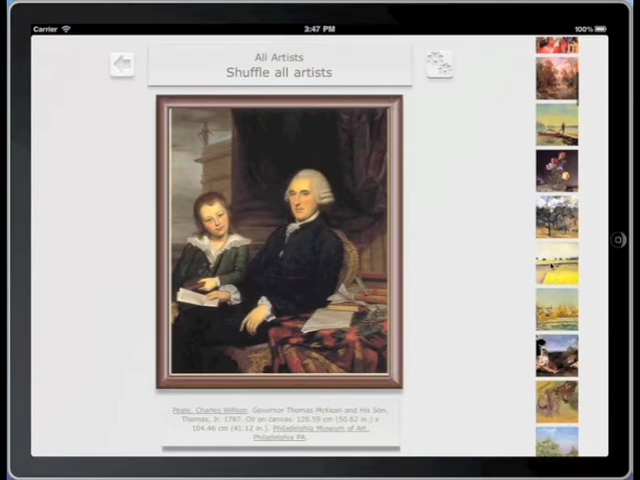 Carrier 3:47 PM 100%
All Artists
Shuffle all artists
Peale, Charles Willson. Governor Thomas McKean and His Son,
Thomas, Jr. 1787. Oil on canvas. 128.59 cm (50.62 in.) x
104.46 cm (41.12 in.). Philadelphia Museum of Art,
Philadelphia PA.